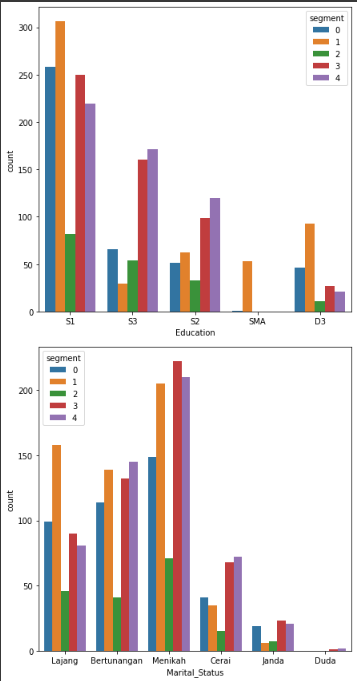 segment
0
1
2
3
4
300
250
200
150
100
50
0
count
S1 S3 S2 SMA D3
Education
segment
0
1
2
3
4
200
150
100
50
0
count
Lajang Bertunangan Menikah Cerai Janda Duda
Marital_Status